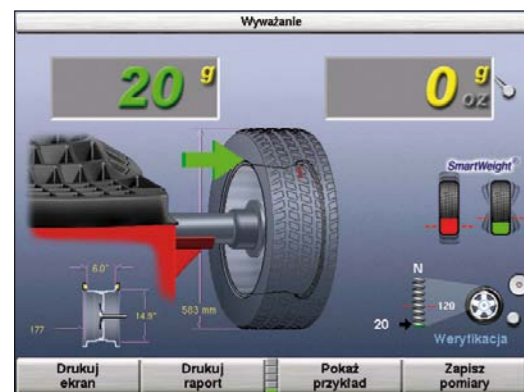 Wyważanie
20 g
0 g
oz
SmartWeight®
6.0"
14.9"
177
583 mm
N
120
20
Weryfikacja
Drukuj ekran
Drukuj raport
Pokaż przykład
Zapisz pomiary